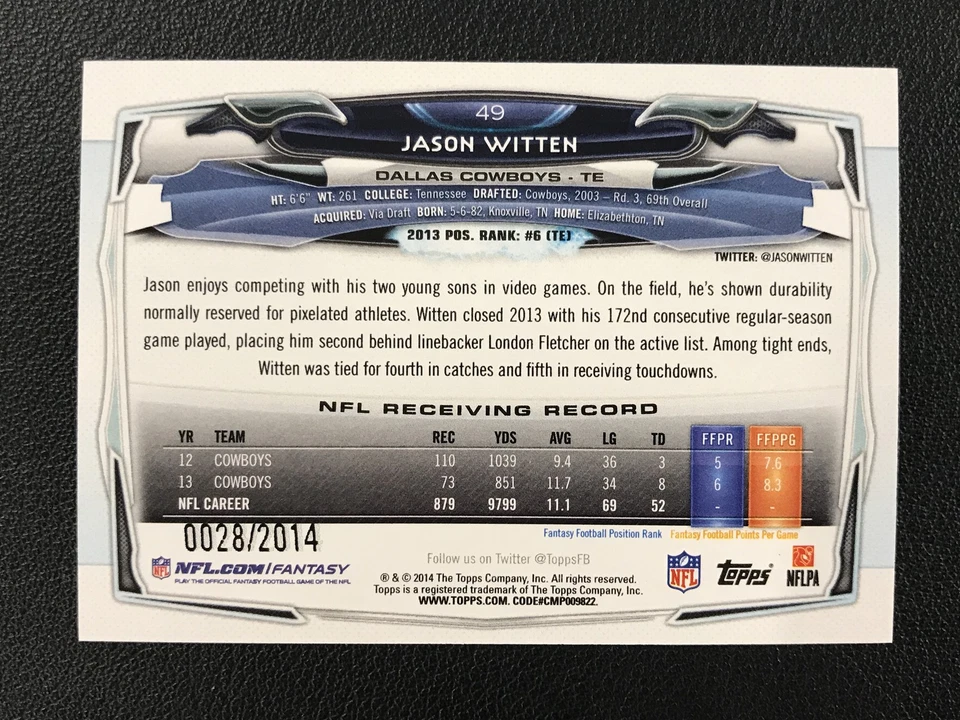 49
JASON WITTEN
DALLAS COWBOYS - TE
HT: 6'6" WT: 261 COLLEGE: Tennessee DRAFTED: Cowboys, 2003 – Rd. 3, 69th Overall
ACQUIRED: Via Draft BORN: 5-6-82, Knoxville, TN HOME: Elizabethton, TN
2013 POS. RANK: #6 (TE)
TWITTER: @JASONWITTEN
Jason enjoys competing with his two young sons in video games. On the field, he's shown durability
normally reserved for pixelated athletes. Witten closed 2013 with his 172nd consecutive regular-season
game played, placing him second behind linebacker London Fletcher on the active list. Among tight ends,
Witten was tied for fourth in catches and fifth in receiving touchdowns.
NFL RECEIVING RECORD
YR TEAM REC YDS AVG LG TD FFPR FFPPG
12 COWBOYS 110 1039 9.4 36 3 5 7.6
13 COWBOYS 73 851 11.7 34 8 6 8.3
NFL CAREER 879 9799 11.1 69 52 - -
0028/2014
Fantasy Football Position Rank Fantasy Football Points Per Game
NFL NFL.COM/FANTASY
PLAY THE OFFICIAL FANTASY FOOTBALL GAME OF THE NFL
Follow us on Twitter @ToppsFB
® & © 2014 The Topps Company, Inc. All rights reserved.
Topps is a registered trademark of The Topps Company, Inc.
WWW.TOPPS.COM. CODE#CMP009822.
NFL Topps NFLPA